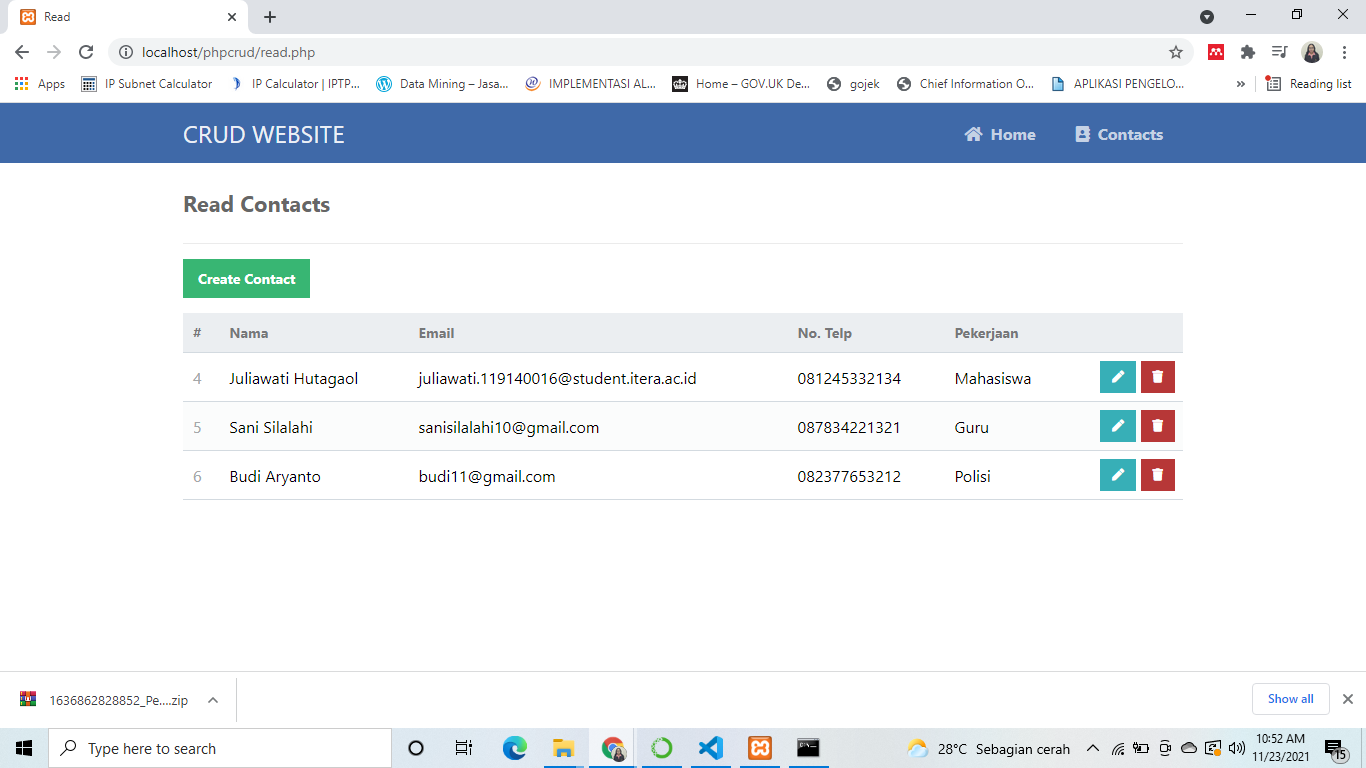 Read
localhost/phpcrud/read.php
Apps IP Subnet Calculator IP Calculator | IPTP... Data Mining – Jasa... IMPLEMENTASI AL... Home – GOV.UK De... gojek Chief Information O... APLIKASI PENGELO... » Reading list
CRUD WEBSITE Home Contacts
Read Contacts
Create Contact
# Nama Email No. Telp Pekerjaan
4 Juliawati Hutagaol juliawati.119140016@student.itera.ac.id 081245332134 Mahasiswa
5 Sani Silalahi sanisilalahi10@gmail.com 087834221321 Guru
6 Budi Aryanto budi11@gmail.com 082377653212 Polisi
1636862828852_Pe....zip Show all
Type here to search 28°C Sebagian cerah 10:52 AM
11/23/2021 15